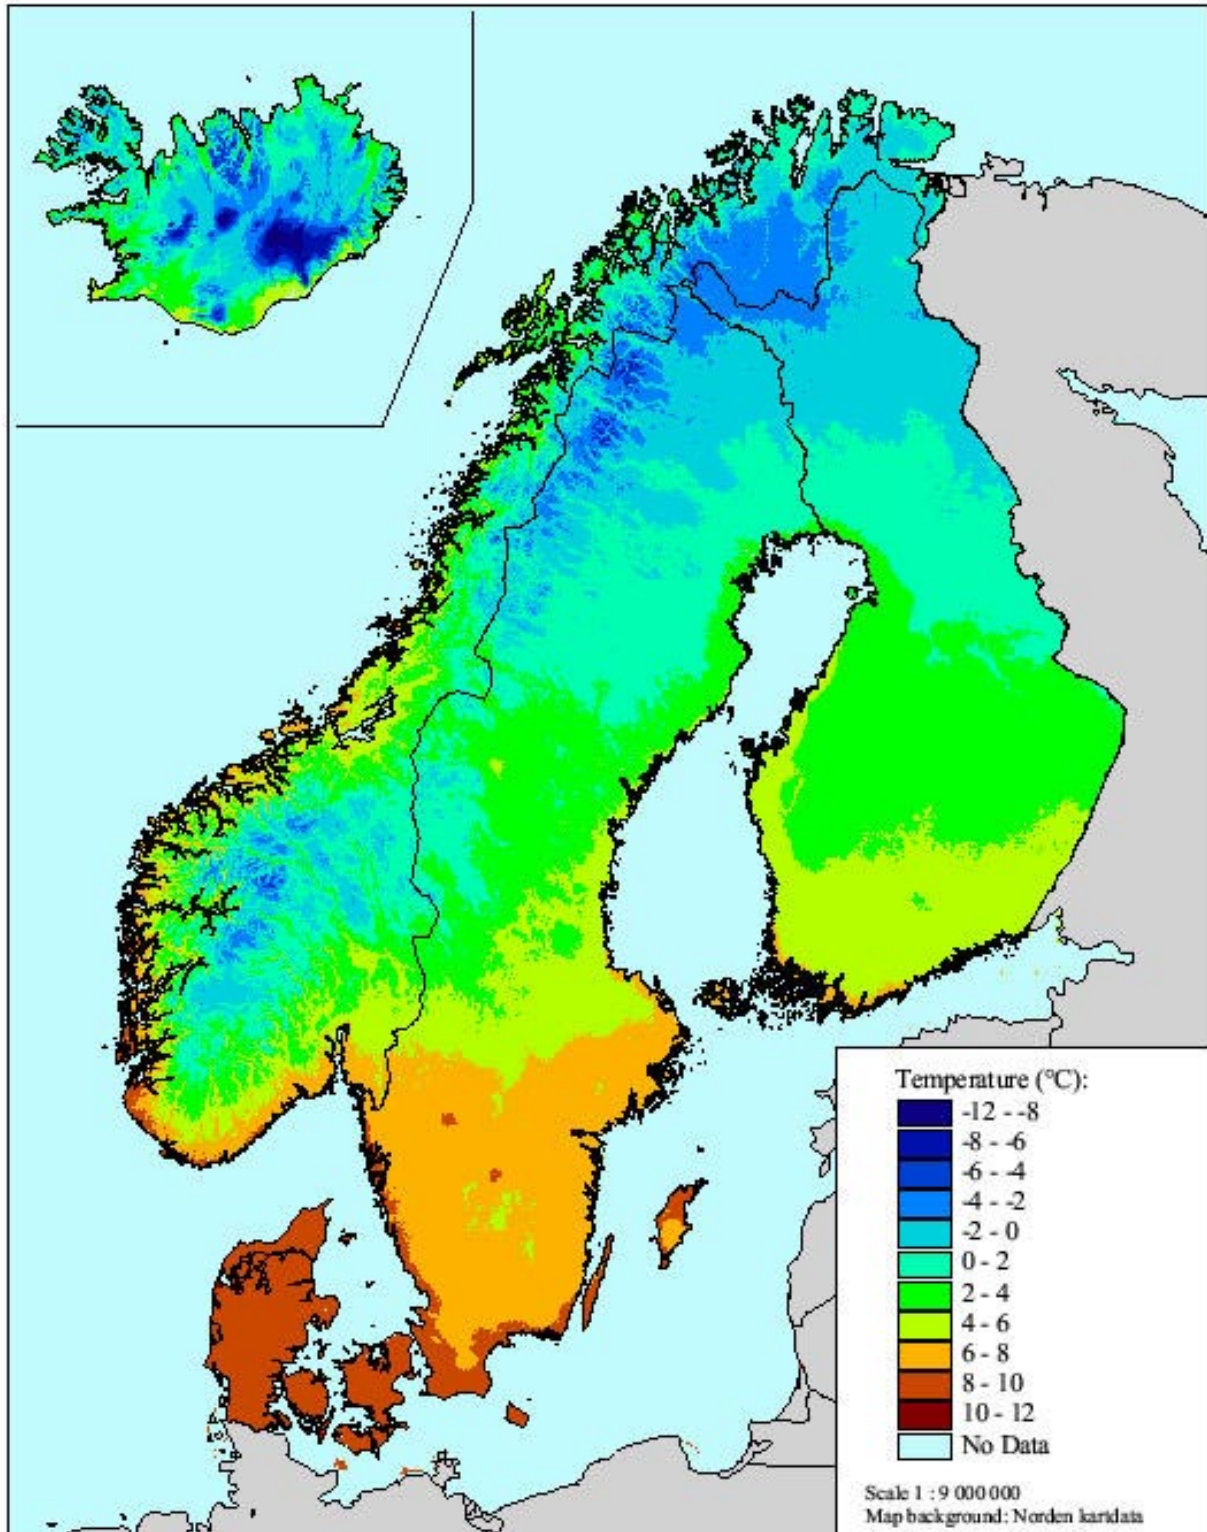 Temperature (°C):
-12 - -8
-8 - -6
-6 - -4
-4 - -2
-2 - 0
0 - 2
2 - 4
4 - 6
6 - 8
8 - 10
10 - 12
No Data
Scale 1 : 9 000 000
Map background: Norden kartdata